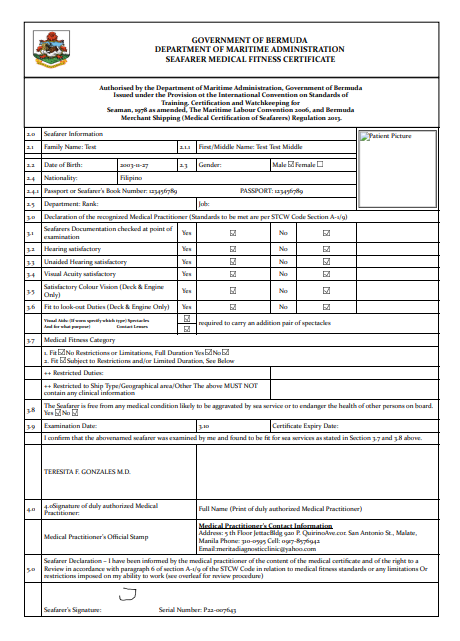 GOVERNMENT OF BERMUDA
DEPARTMENT OF MARITIME ADMINISTRATION
SEAFARER MEDICAL FITNESS CERTIFICATE
Authorised by the Department of Maritime Administration, Government of Bermuda
Issued under the Provision ot the International Convention on Standards of
Training, Certification and Watchkeeping for
Seaman, 1978 as amended, The Maritime Labour Convention 2006, and Bermuda
Merchant Shipping (Medical Certification of Seafarers) Regulation 2013.
2.0 Seafarer Information
Patient Picture
2.1 Family Name: Test 2.1.1 First/Middle Name: Test Test Middle
2.2 Date of Birth: 2003-11-27 2.3 Gender: Male ☑ Female ☐
2.4 Nationality: Filipino
2.4.1 Passport or Seafarer's Book Number: 123456789 PASSPORT: 123456789
2.5 Department: Rank: Job:
3.0 Declaration of the recognized Medical Practitioner (Standards to be met are per STCW Code Section A-1/9)
3.1 Seafarers Documentation checked at point of
examination Yes ☑ No ☑
3.2 Hearing satisfactory Yes ☑ No ☑
3.3 Unaided Hearing satisfactory Yes ☑ No ☑
3.4 Visual Acuity satisfactory Yes ☑ No ☑
3.5 Satisfactory Colour Vision (Deck & Engine
Only) Yes ☑ No ☑
3.6 Fit to look-out Duties (Deck & Engine Only) Yes ☑ No ☑
Visual Aids: (If worn specify which type) Spectacles ☑
And for what purpose) Contact Lenses ☑
required to carry an addition pair of spectacles
3.7 Medical Fitness Category
1. Fit ☑ No Restrictions or Limitations, Full Duration Yes ☑ No ☑
2. Fit ☑ Subject to Restrictions and/or Limited Duration, See Below
++ Restricted Duties:
++ Restricted to Ship Type/Geographical area/Other The above MUST NOT
contain any clinical information
3.8 The Seafarer is free from any medical condition likely to be aggravated by sea service or to endanger the health of other persons on board.
Yes ☑ No ☑
3.9 Examination Date: 3.10 Certificate Expiry Date:
I confirm that the abovenamed seafarer was examined by me and found to be fit for sea services as stated in Section 3.7 and 3.8 above.
TERESITA F. GONZALES M.D.
4.0 4.0Signature of duly authorized Medical
Practitioner: Full Name (Print of duly authorized Medical Practitioner)
Medical Practitioner's Official Stamp
Medical Practitioner's Contact Information
Address: 5 th Floor JettacBldg 920 P. QuirinoAve.cor. San Antonio St., Malate,
Manila Phone: 310-0595 Cell: 0917-8576942
Email:meritadiagnosticclinic@yahoo.com
5.0 Seafarer Declaration – I have been informed by the medical practitioner of the content of the medical certificate and of the right to a
Review in accordance with paragraph 6 of section A-1/9 of the STCW Code in relation to medical fitness standards or any limitations Or
restrictions imposed on my ability to work (see overleaf for review procedure)
Seafarer's Signature: Serial Number: P22-007643